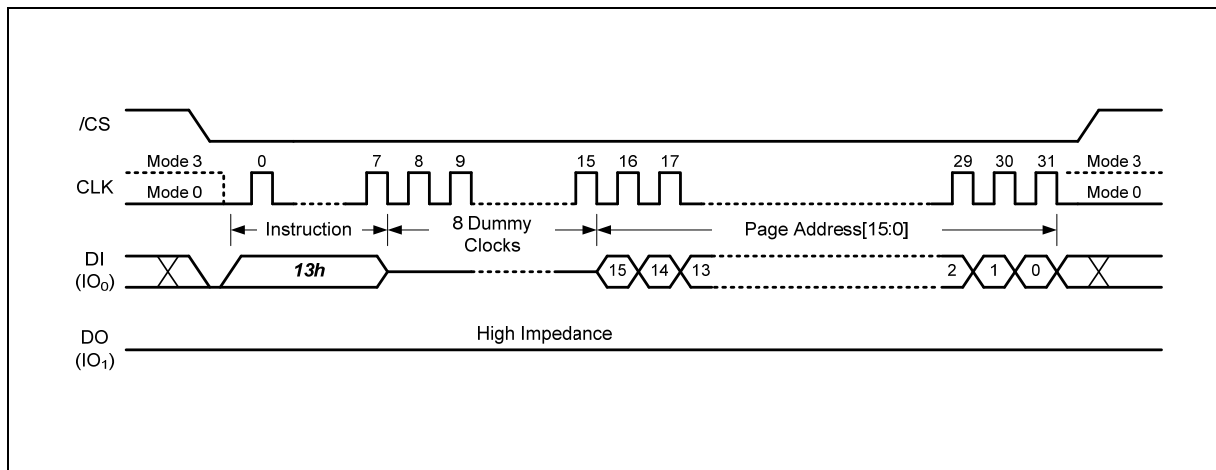 /CS
Mode 3 0 7 8 9 15 16 17 29 30 31 Mode 3
CLK
Mode 0 Mode 0
Instruction 8 Dummy Clocks Page Address[15:0]
DI (IO₀)
13h 15 14 13 2 1 0
High Impedance
DO (IO₁)